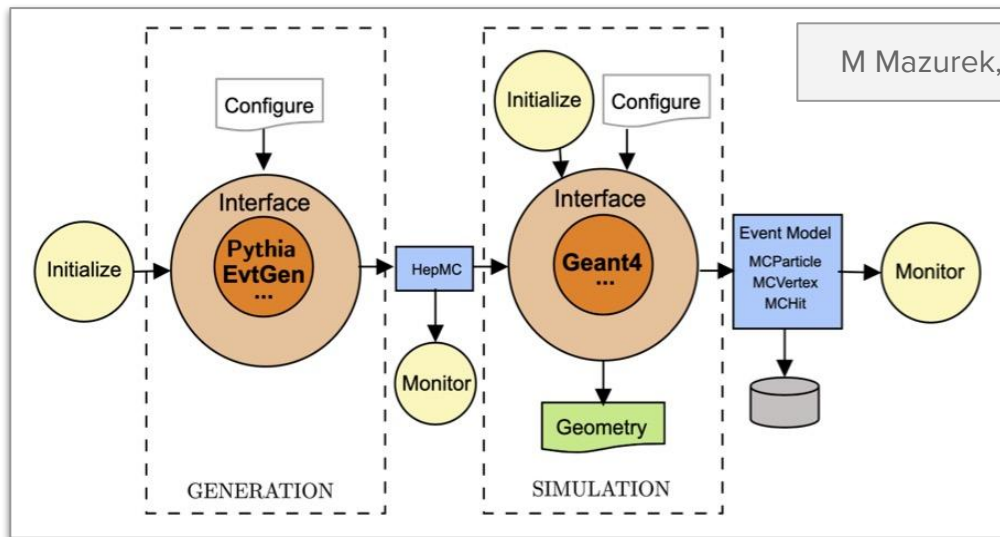 M Mazurek,
Configure
Initialize
Configure
Interface
Interface
Pythia
EvtGen
...
Geant4
...
Initialize
HepMC
Event Model
MCParticle
MCVertex
MCHit
Monitor
Monitor
Geometry
GENERATION
SIMULATION